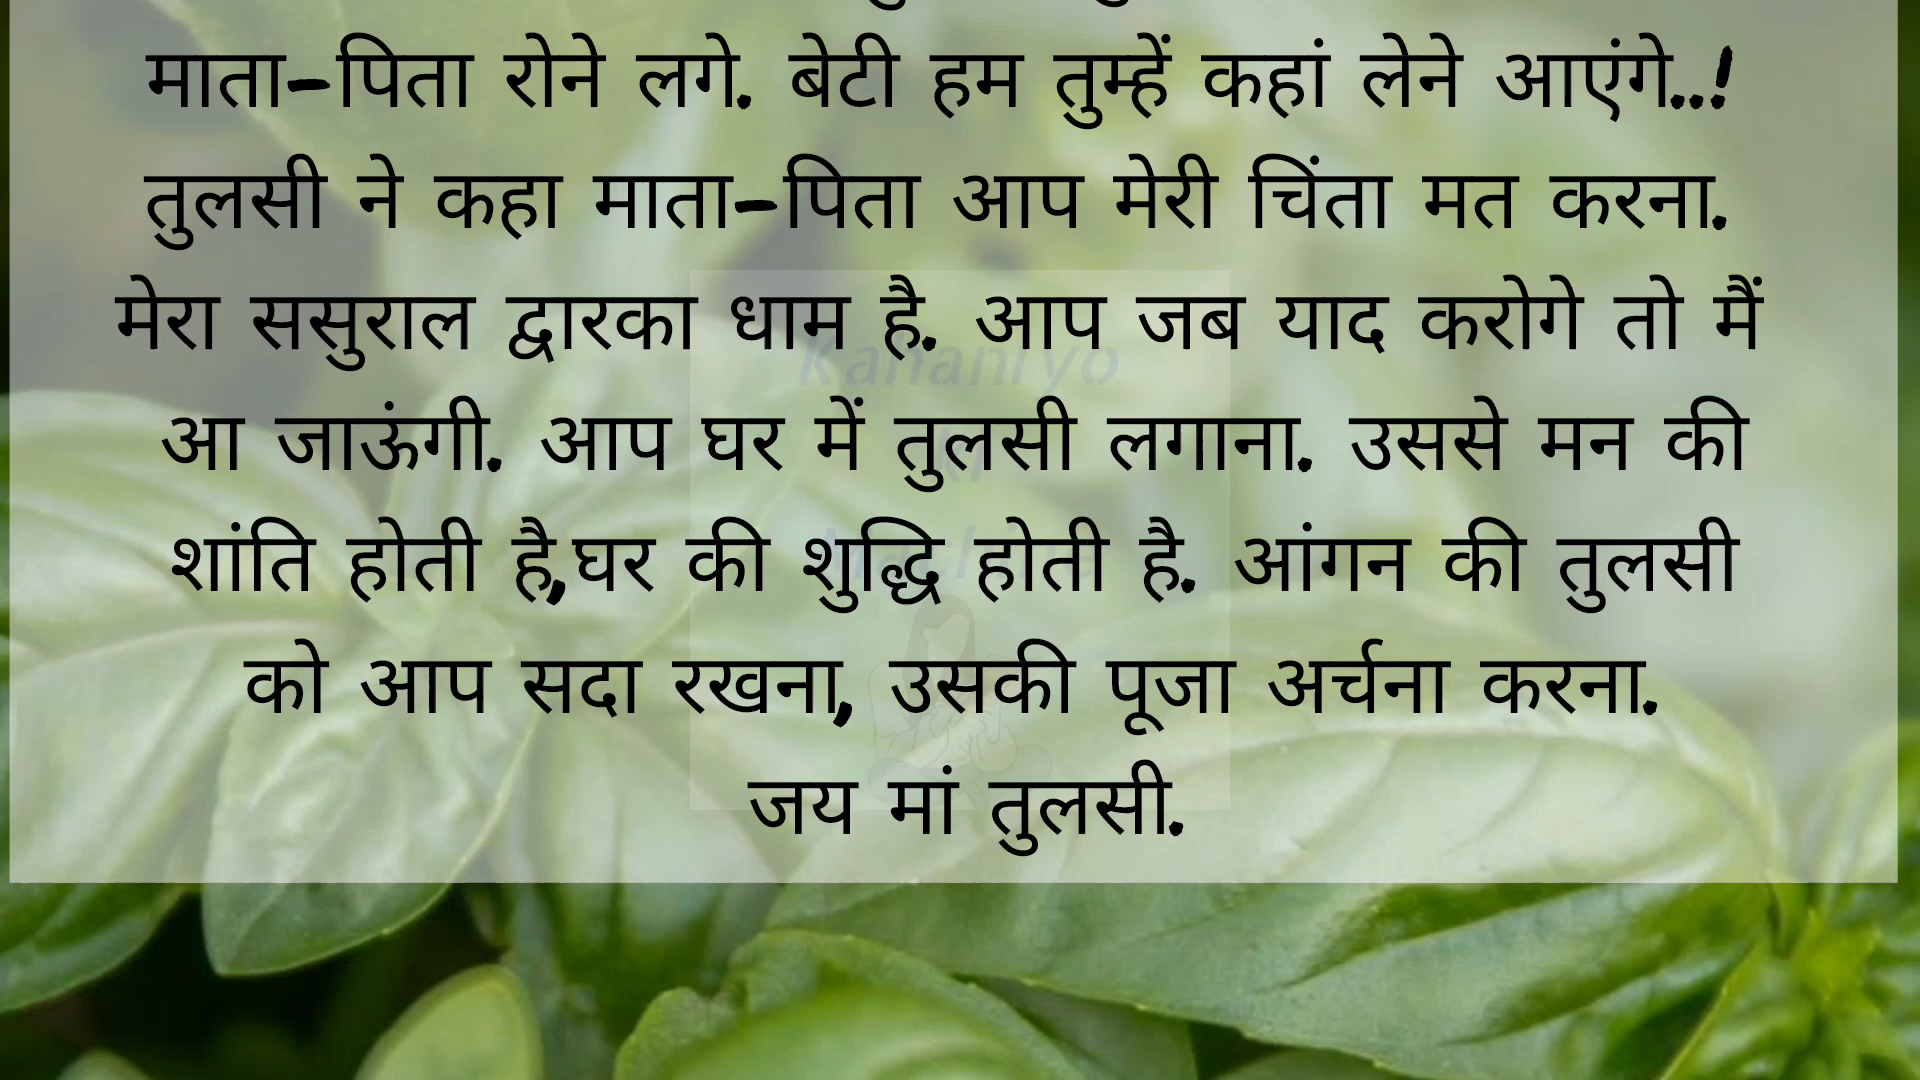 माता-पिता रोने लगे. बेटी हम तुम्हें कहां लेने आएंगे..!
तुलसी ने कहा माता-पिता आप मेरी चिंता मत करना.
मेरा ससुराल द्वारका धाम है. आप जब याद करोगे तो मैं
Kahaniyo
आ जाऊंगी. आप घर में तुलसी लगाना. उससे मन की
शांति होती है,घर की शुद्धि होती है. आंगन की तुलसी
को आप सदा रखना, उसकी पूजा अर्चना करना.
जय मां तुलसी.